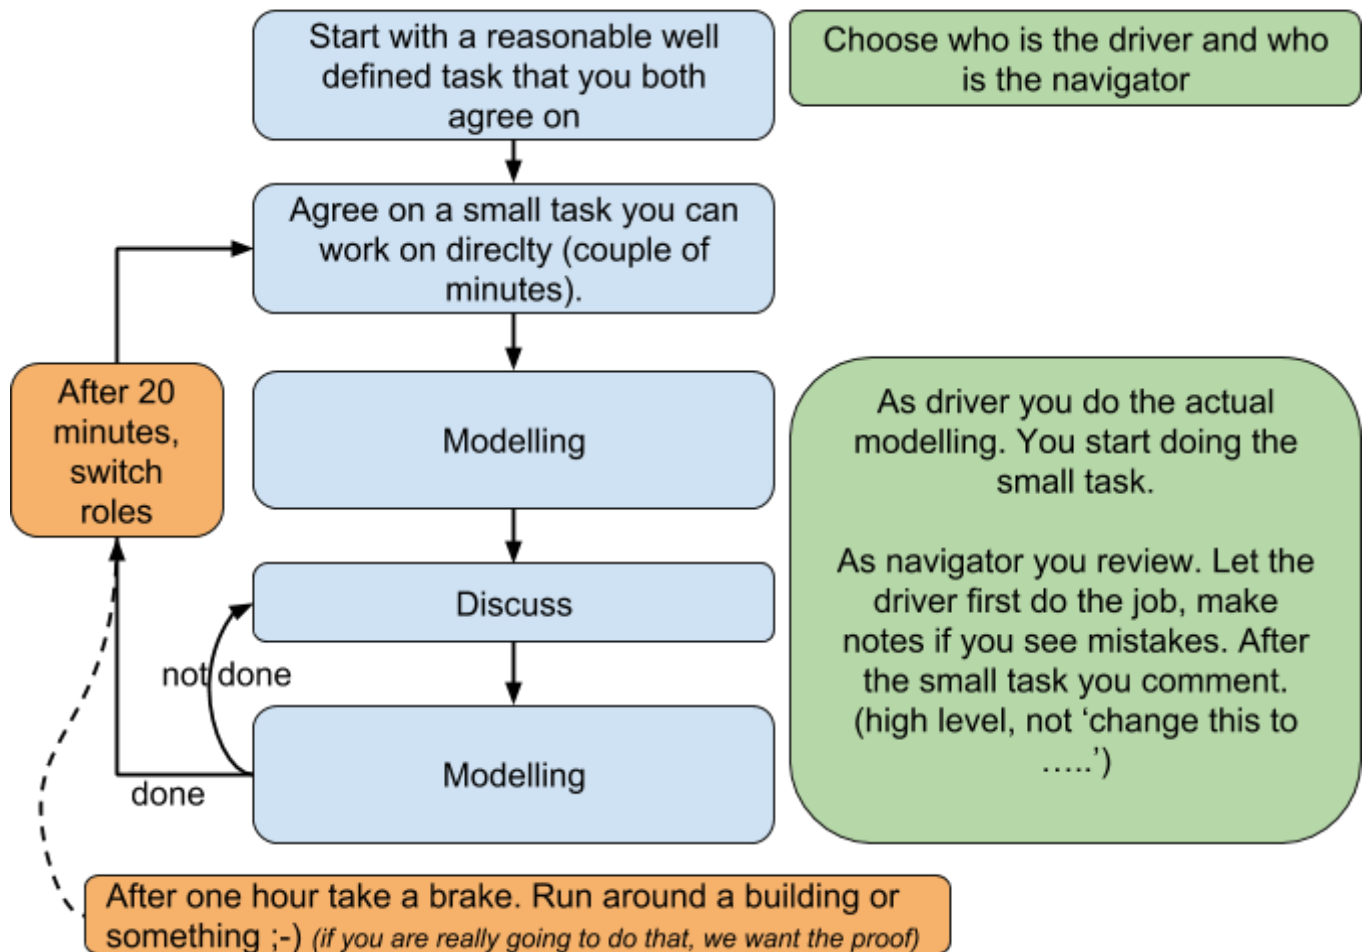 Start with a reasonable well
defined task that you both
agree on
Choose who is the driver and who
is the navigator
Agree on a small task you can
work on direclty (couple of
minutes).
After 20
minutes,
switch
roles
Modelling
As driver you do the actual
modelling. You start doing the
small task.
As navigator you review. Let the
driver first do the job, make
notes if you see mistakes. After
the small task you comment.
(high level, not ‘change this to
…..’)
Discuss
not done
Modelling
done
After one hour take a brake. Run around a building or
something ;-) (if you are really going to do that, we want the proof)